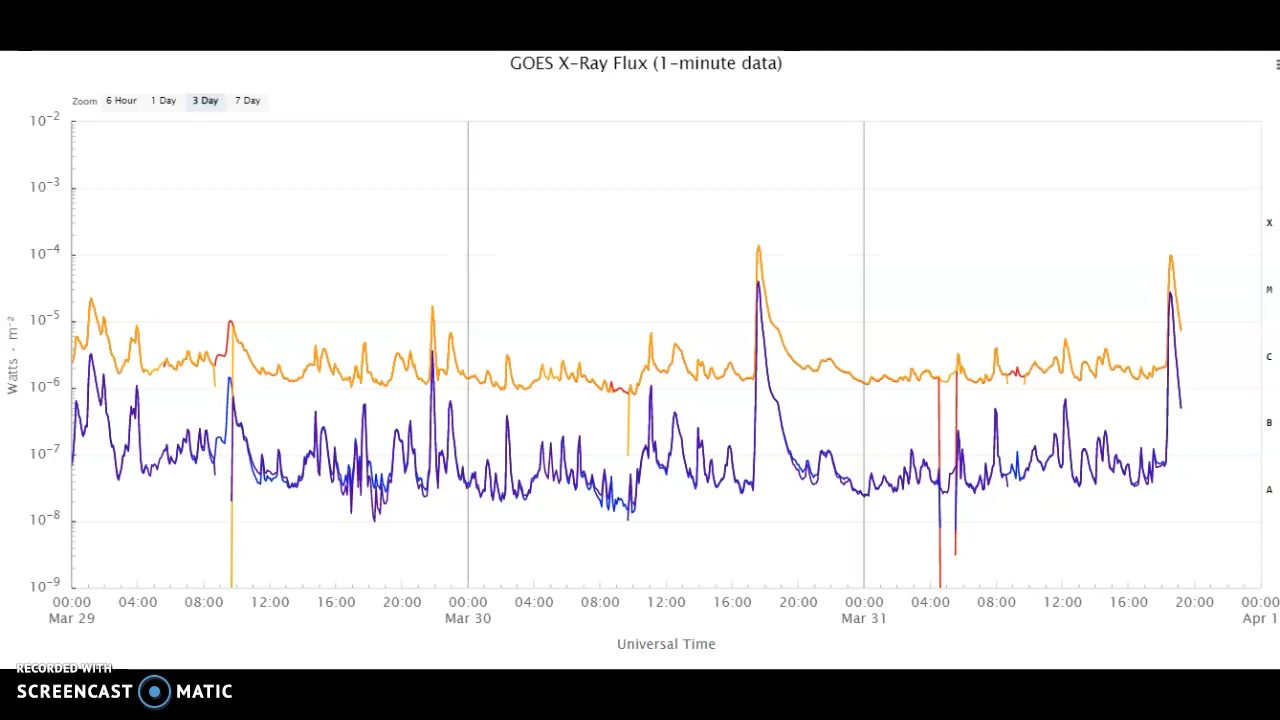 GOES X-Ray Flux (1-minute data)
Zoom 6 Hour 1 Day 3 Day 7 Day
10−2
10−3
10−4
10−5
10−6
10−7
10−8
10−9
Watts · m−2
X
M
C
B
A
00:00 04:00 08:00 12:00 16:00 20:00 00:00 04:00 08:00 12:00 16:00 20:00 00:00 04:00 08:00 12:00 16:00 20:00 00:00
Mar 29 Mar 30 Mar 31 Apr 1
Universal Time
RECORDED WITH
SCREENCAST MATIC